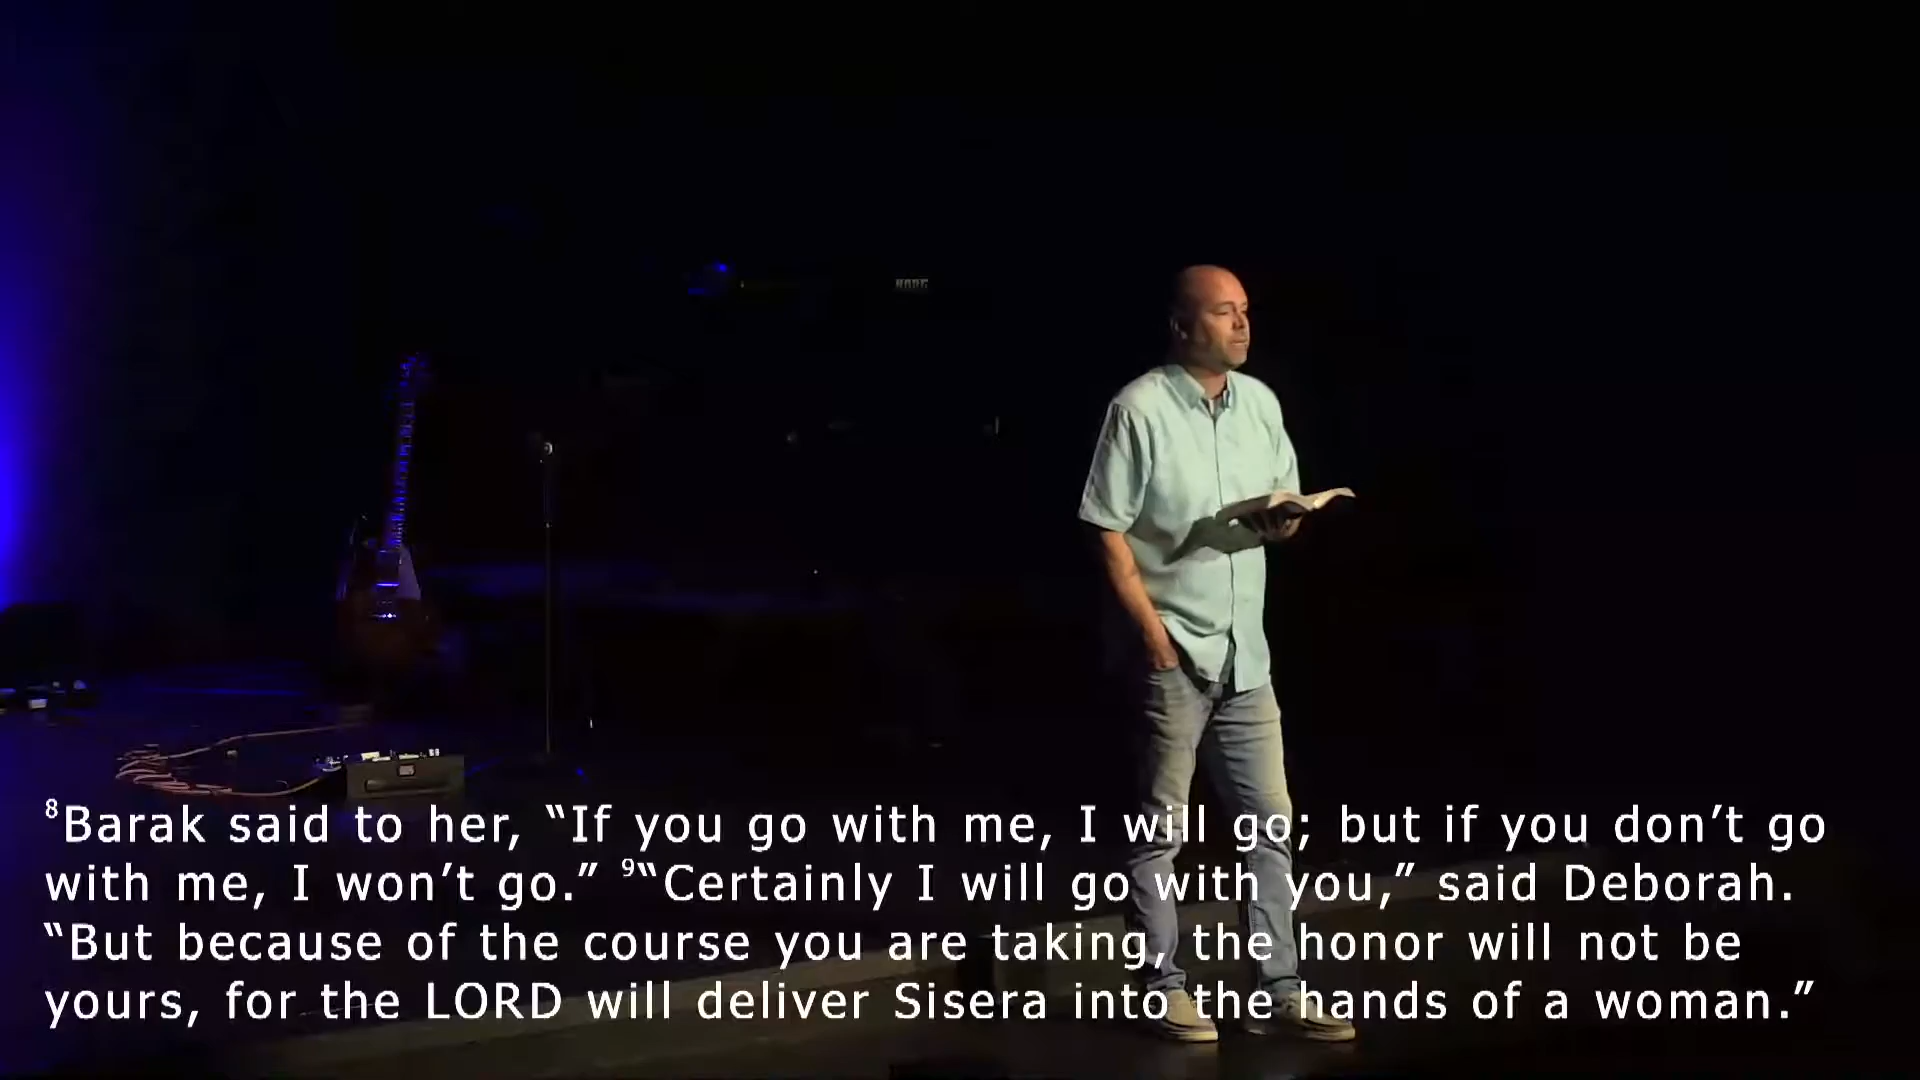 KORG
⁸Barak said to her, “If you go with me, I will go; but if you don’t go
with me, I won’t go.” ⁹“Certainly I will go with you,” said Deborah.
“But because of the course you are taking, the honor will not be
yours, for the LORD will deliver Sisera into the hands of a woman.”